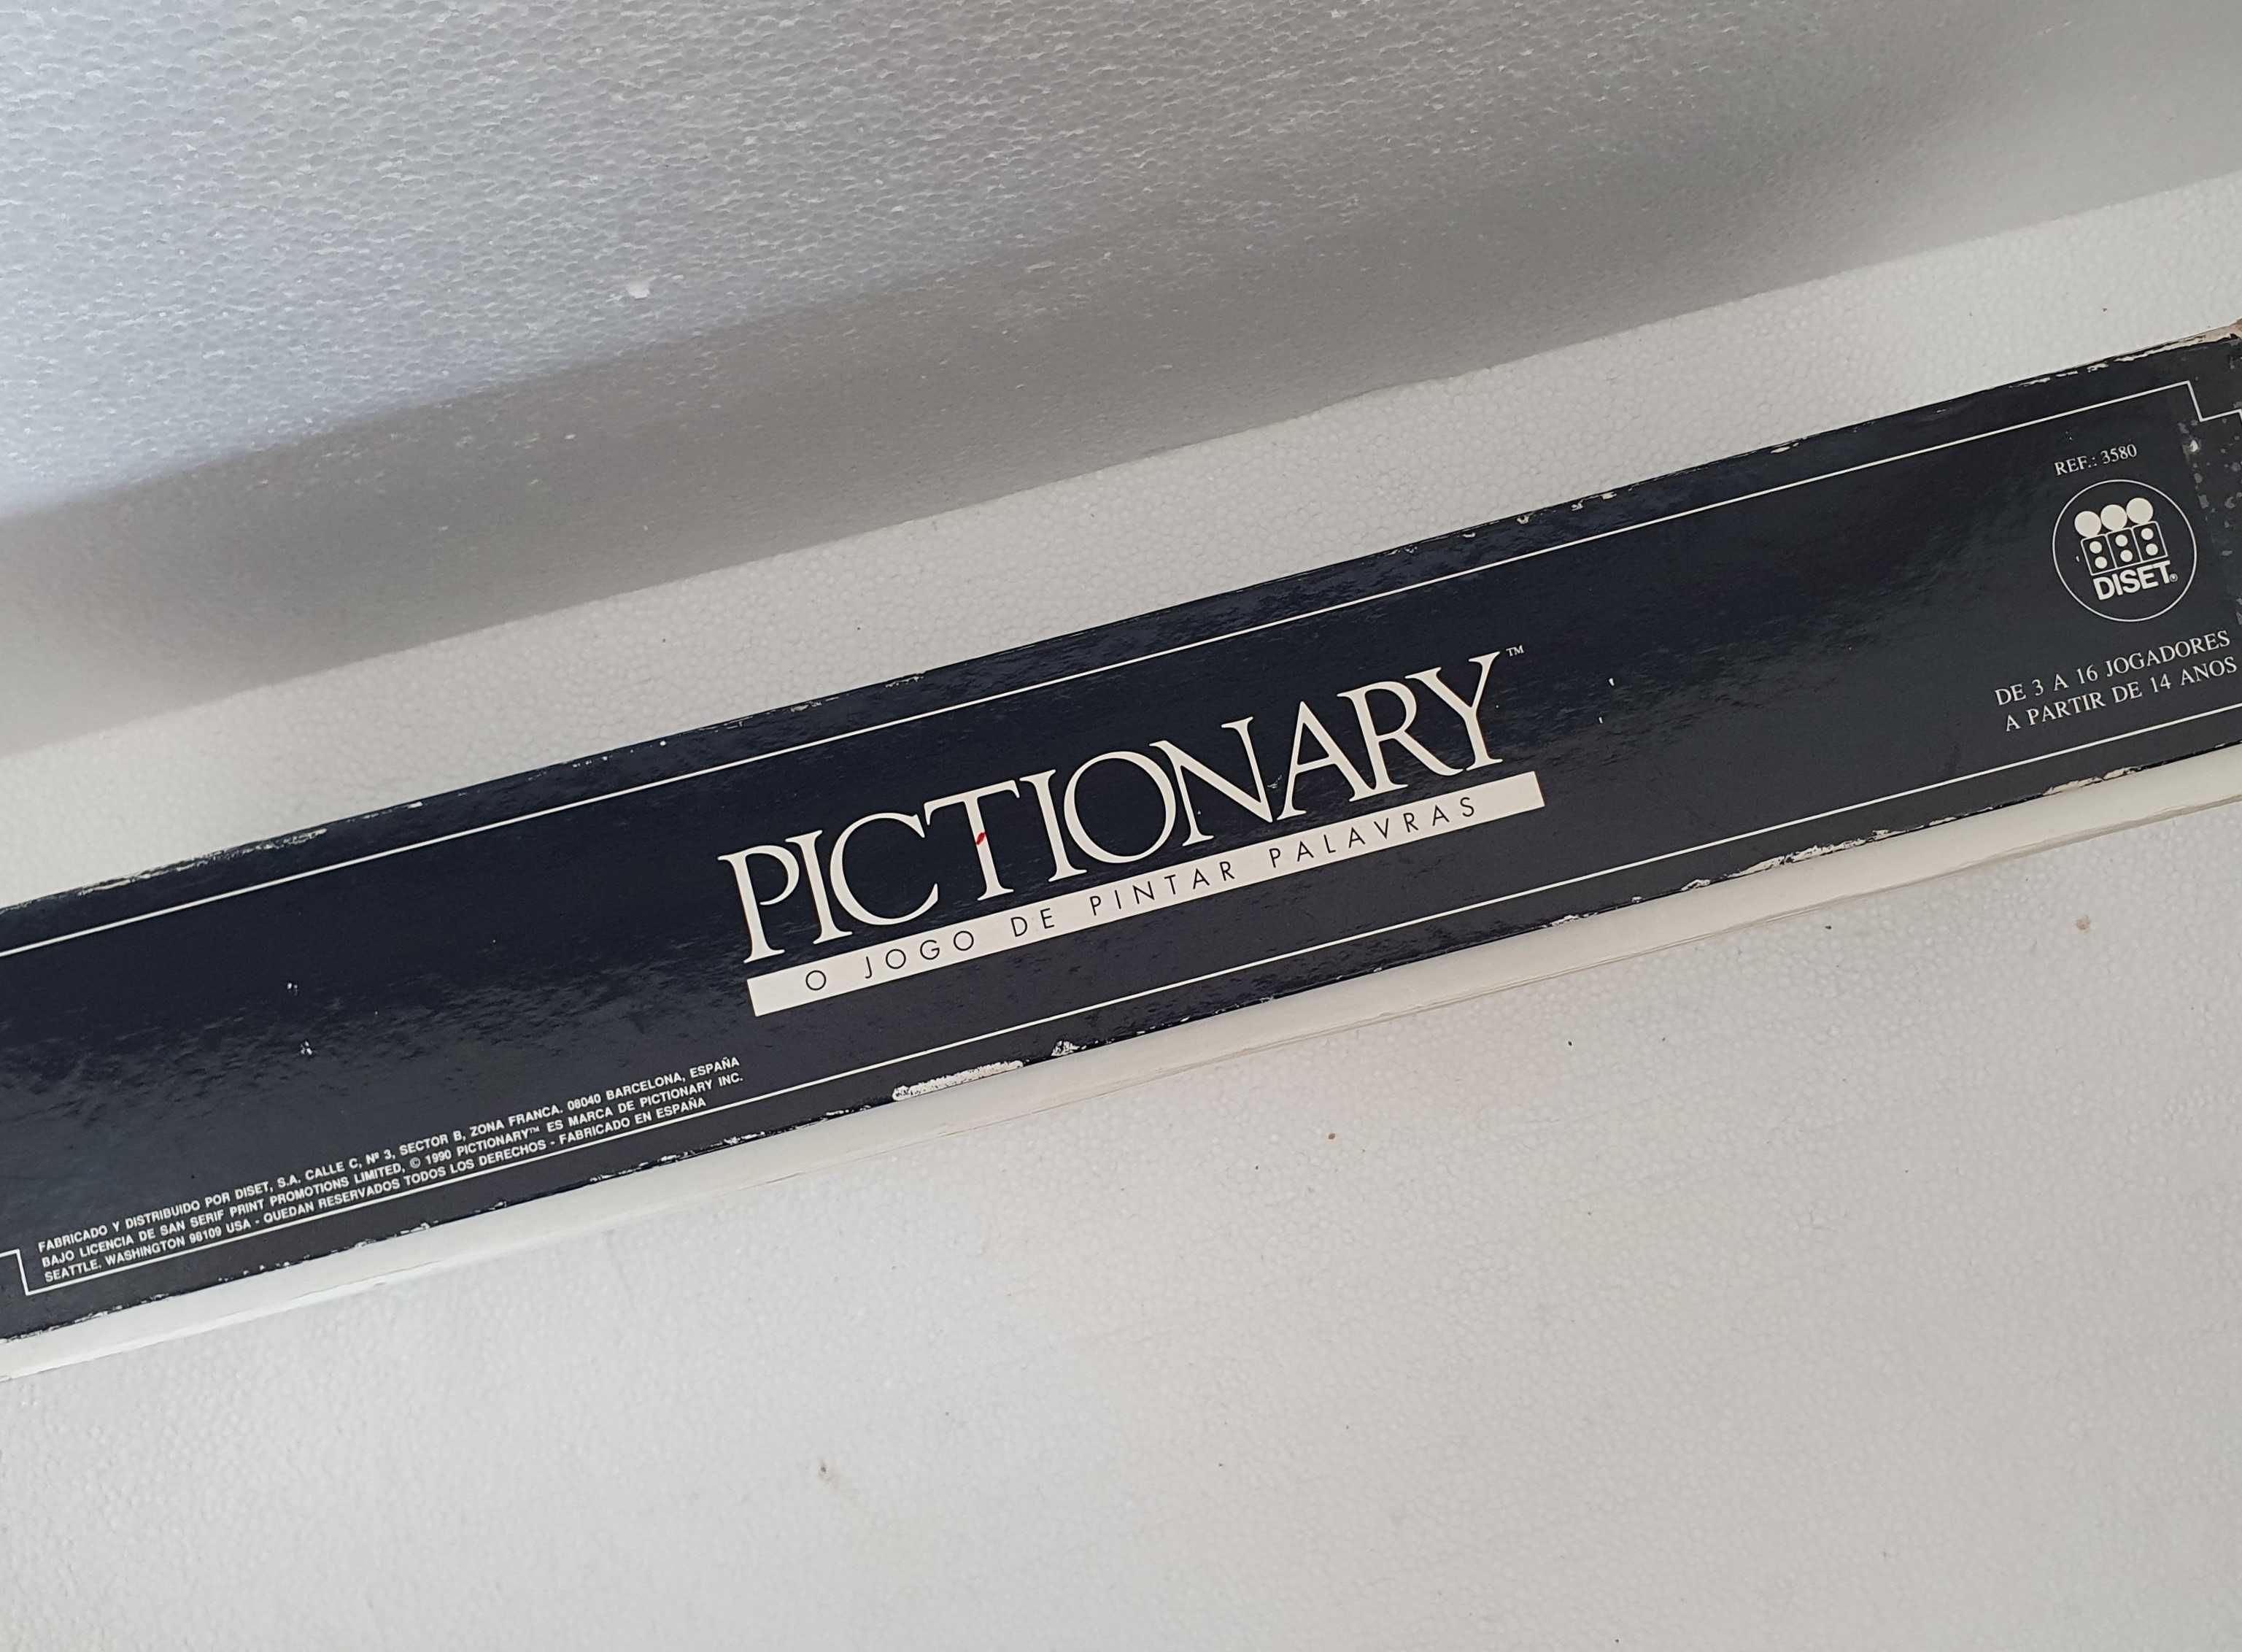 REF.: 3580
DISET®
DE 3 A 16 JOGADORES
A PARTIR DE 14 ANOS
PICTIONARY™
O JOGO DE PINTAR PALAVRAS
FABRICADO Y DISTRIBUIDO POR DISET, S.A. CALLE C, Nº 3, SECTOR B, ZONA FRANCA. 08040 BARCELONA, ESPAÑA
BAJO LICENCIA DE SAN SERIF PRINT PROMOTIONS LIMITED, © 1990 PICTIONARY™ ES MARCA DE PICTIONARY INC.
SEATTLE, WASHINGTON 98109 USA - QUEDAN RESERVADOS TODOS LOS DERECHOS - FABRICADO EN ESPAÑA